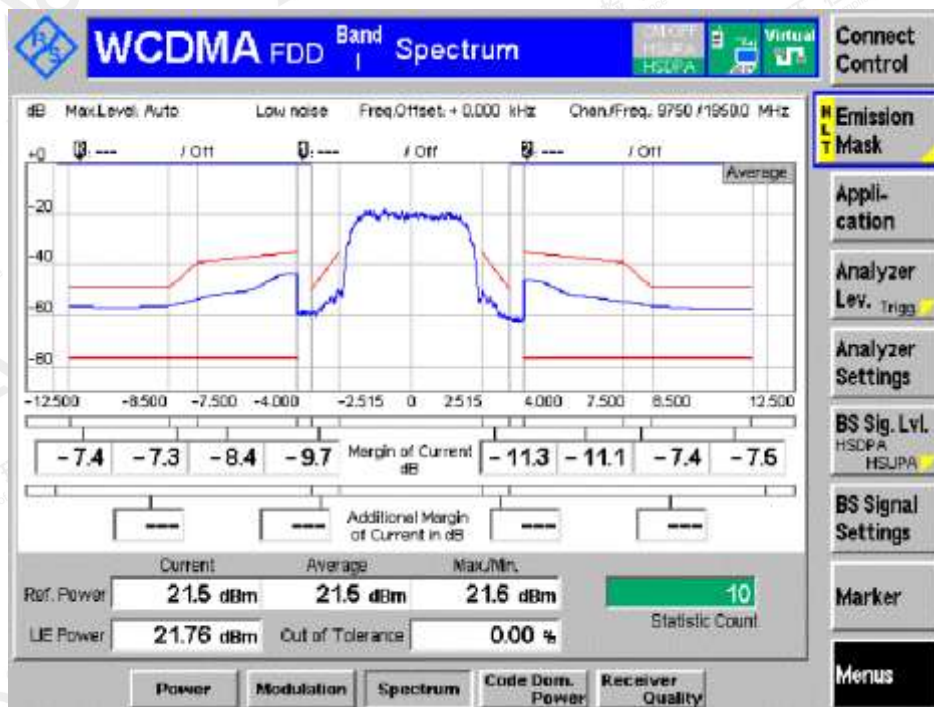 R&S
WCDMA FDD Band I Spectrum
HSDPA
Virtual
Connect Control
dB Max.Level: Auto Low noise Freq.Offset: + 0.000 kHz Chan./Freq.: 9750 / 1950.0 MHz
H L T Emission Mask
+0 --- / Off --- / Off 2: --- / Off
Average
Appli- cation
-20
-40
-60
-80
Analyzer Lev. Trigg.
Analyzer Settings
-12.500 -8.500 -7.500 -4.000 -2.515 0 2.515 4.000 7.500 8.500 12.500
BS Sig. Lvl. HSDPA HSUPA
-7.4 -7.3 -8.4 -9.7 Margin of Current dB -11.3 -11.1 -7.4 -7.6
--- --- Additional Margin of Current in dB --- ---
BS Signal Settings
Current Average Max./Min.
Ref. Power 21.5 dBm 21.5 dBm 21.6 dBm 10
Statistic Count
Marker
UE Power 21.76 dBm Out of Tolerance 0.00 %
Power Modulation Spectrum Code Dom. Power Receiver Quality
Menus